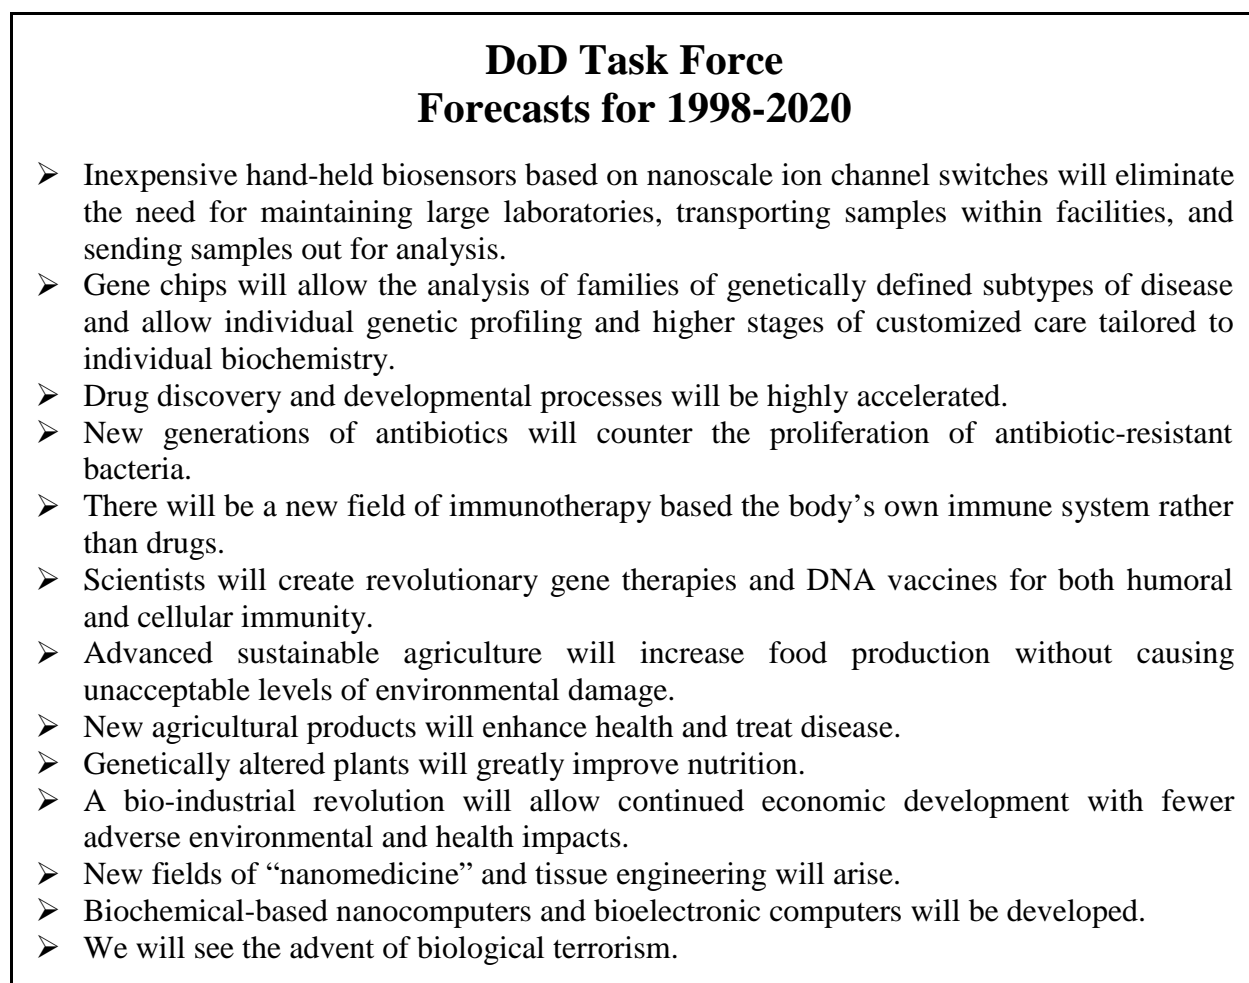 DoD Task Force
Forecasts for 1998-2020
➢ Inexpensive hand-held biosensors based on nanoscale ion channel switches will eliminate
the need for maintaining large laboratories, transporting samples within facilities, and
sending samples out for analysis.
➢ Gene chips will allow the analysis of families of genetically defined subtypes of disease
and allow individual genetic profiling and higher stages of customized care tailored to
individual biochemistry.
➢ Drug discovery and developmental processes will be highly accelerated.
➢ New generations of antibiotics will counter the proliferation of antibiotic-resistant
bacteria.
➢ There will be a new field of immunotherapy based the body’s own immune system rather
than drugs.
➢ Scientists will create revolutionary gene therapies and DNA vaccines for both humoral
and cellular immunity.
➢ Advanced sustainable agriculture will increase food production without causing
unacceptable levels of environmental damage.
➢ New agricultural products will enhance health and treat disease.
➢ Genetically altered plants will greatly improve nutrition.
➢ A bio-industrial revolution will allow continued economic development with fewer
adverse environmental and health impacts.
➢ New fields of “nanomedicine” and tissue engineering will arise.
➢ Biochemical-based nanocomputers and bioelectronic computers will be developed.
➢ We will see the advent of biological terrorism.